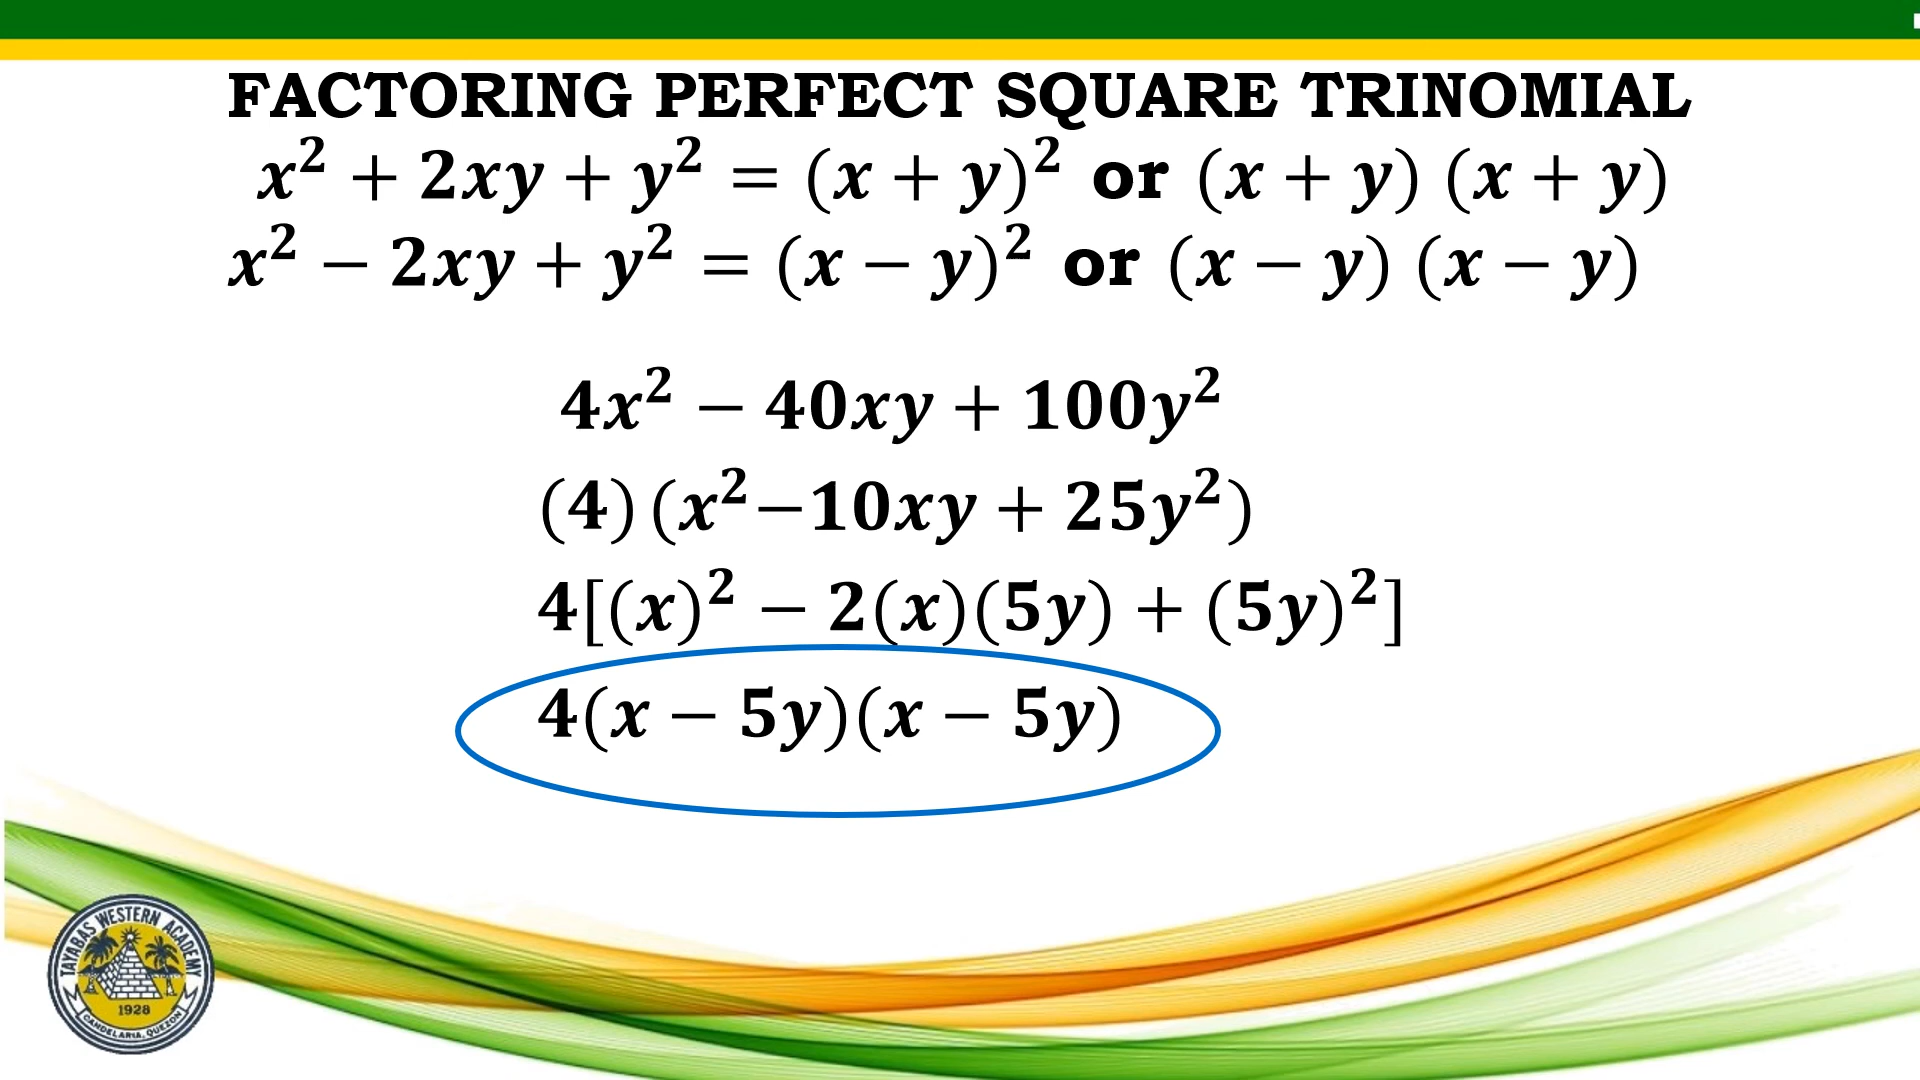 FACTORING PERFECT SQUARE TRINOMIAL
x² + 2xy + y² = (x + y)² or (x + y) (x + y)
x² − 2xy + y² = (x − y)² or (x − y) (x − y)
4x² − 40xy + 100y²
(4) (x²−10xy + 25y²)
4[(x)² − 2(x)(5y) + (5y)²]
4(x − 5y)(x − 5y)
TAYABAS WESTERN ACADEMY
1928
CANDELARIA, QUEZON